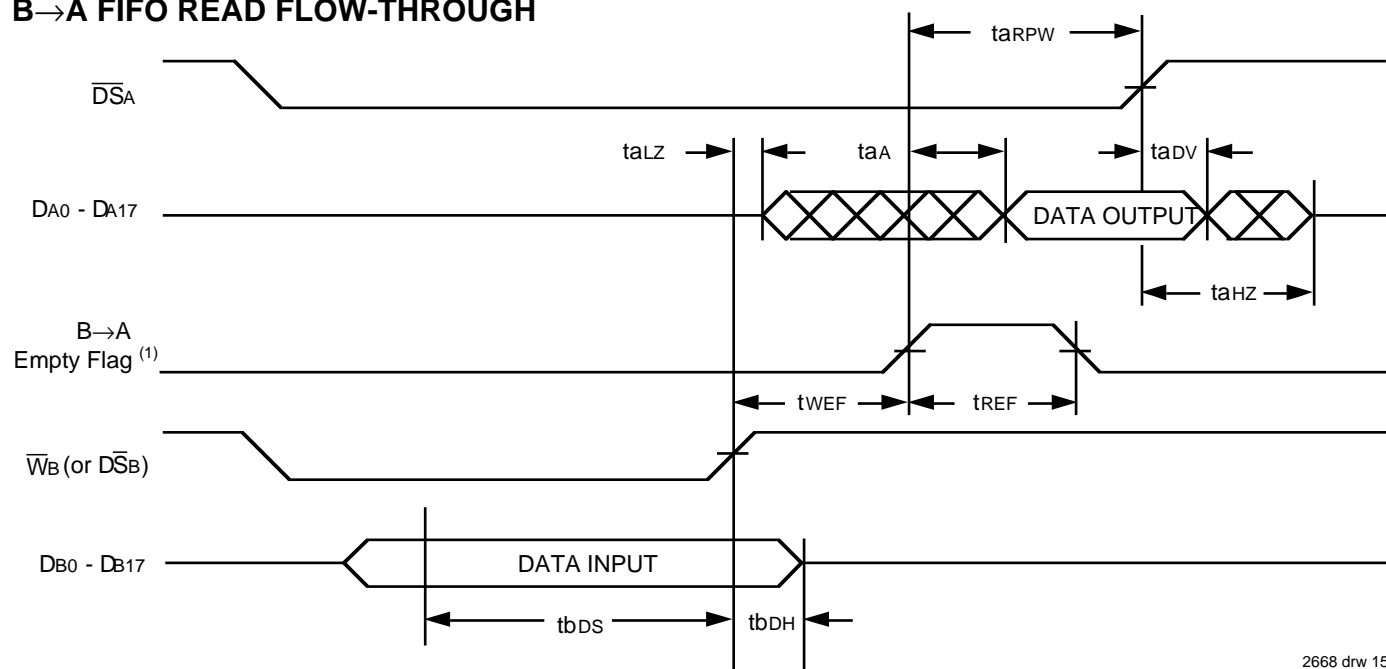 B→A FIFO READ FLOW-THROUGH
taRPW
DSA
taLZ
taA
taDV
DA0 - DA17
DATA OUTPUT
taHZ
B→A
Empty Flag (1)
tWEF
tREF
WB (or DSB)
DB0 - DB17
DATA INPUT
tbDS
tbDH
2668 drw 15